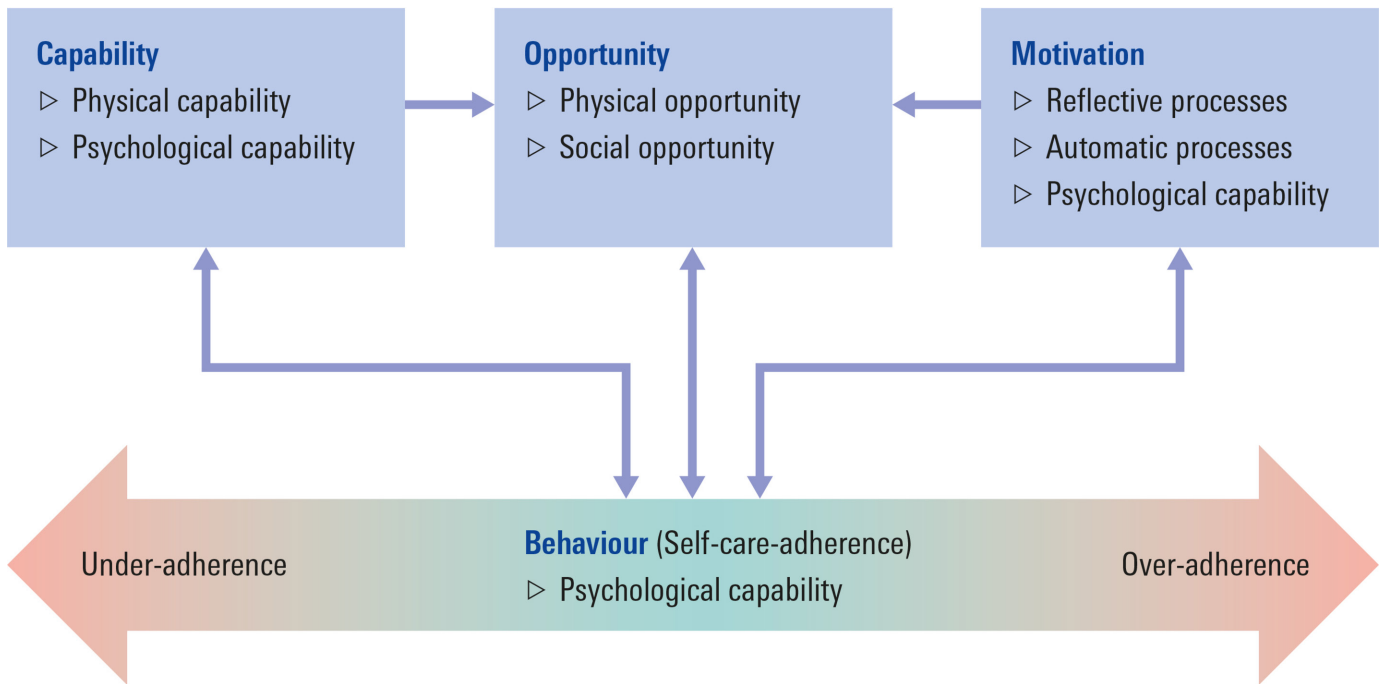 Capability
▷ Physical capability
▷ Psychological capability
Opportunity
▷ Physical opportunity
▷ Social opportunity
Motivation
▷ Reflective processes
▷ Automatic processes
▷ Psychological capability
Under-adherence
Behaviour (Self-care-adherence)
▷ Psychological capability
Over-adherence